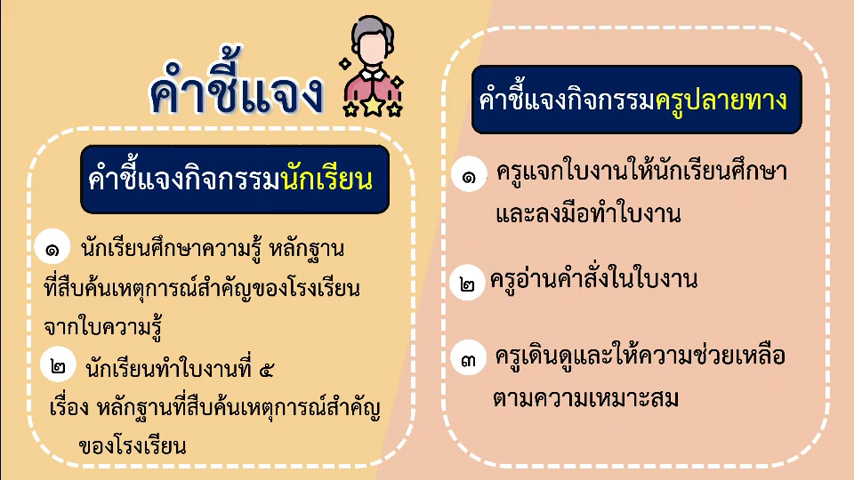 คำชี้แจง
คำชี้แจงกิจกรรมนักเรียน
๑ นักเรียนศึกษาความรู้ หลักฐาน
ที่สืบค้นเหตุการณ์สำคัญของโรงเรียน
จากใบความรู้
๒ นักเรียนทำใบงานที่ ๕
เรื่อง หลักฐานที่สืบค้นเหตุการณ์สำคัญ
ของโรงเรียน
คำชี้แจงกิจกรรมครูปลายทาง
๑ ครูแจกใบงานให้นักเรียนศึกษา
และลงมือทำใบงาน
๒ ครูอ่านคำสั่งในใบงาน
๓ ครูเดินดูและให้ความช่วยเหลือ
ตามความเหมาะสม